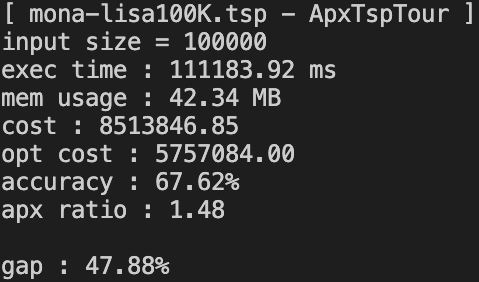 [ mona-lisa100K.tsp - ApxTspTour ]
input size = 100000
exec time : 111183.92 ms
mem usage : 42.34 MB
cost : 8513846.85
opt cost : 5757084.00
accuracy : 67.62%
apx ratio : 1.48
gap : 47.88%